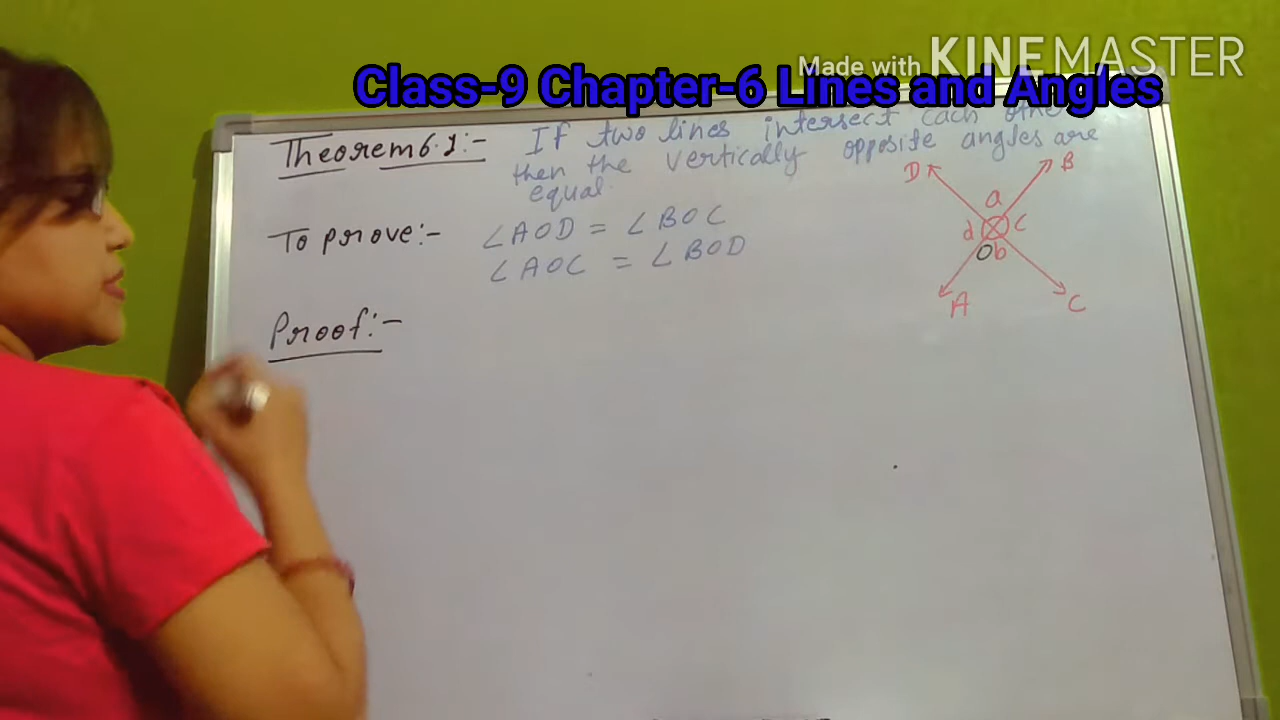 Made with KINEMASTER
Class-9 Chapter-6 Lines and Angles
Theorem 6.1:- If two lines intersect each other
then the vertically opposite angles are
equal.
To prove:- ∠AOD = ∠BOC
∠AOC = ∠BOD
Proof:-
D B
a
d c
O b
A C